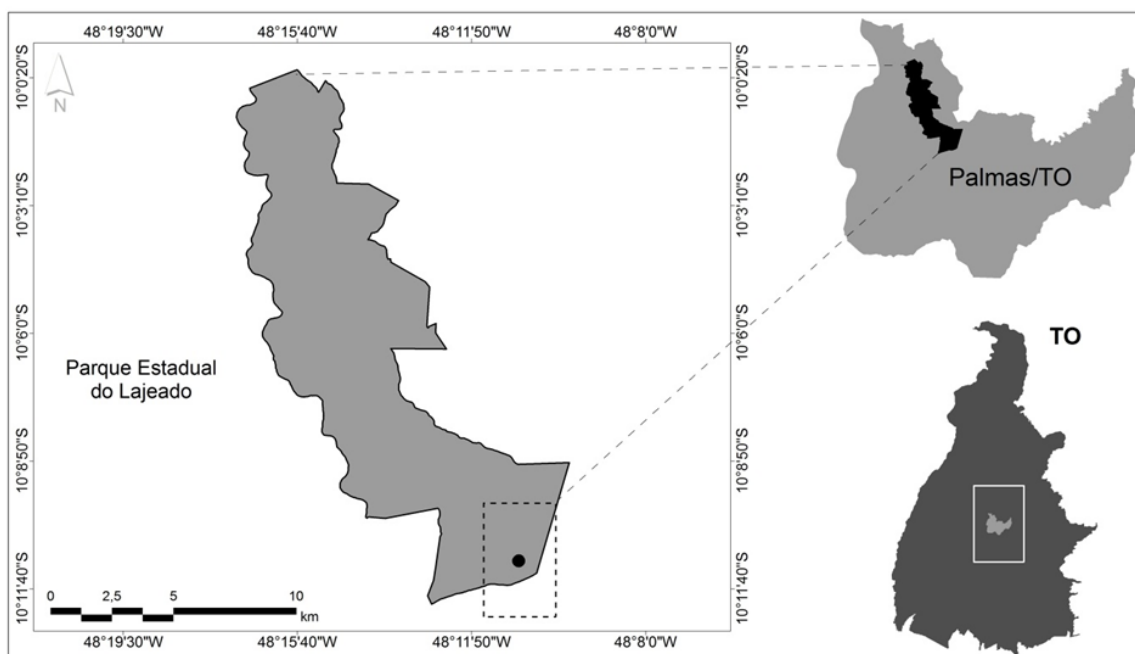 48°19'30"W 48°15'40"W 48°11'50"W 48°8'0"W
N
10°0'20"S
10°0'20"S
10°3'10"S
10°3'10"S
Palmas/TO
10°6'0"S
10°6'0"S
TO
Parque Estadual
do Lajeado
10°8'50"S
10°8'50"S
10°11'40"S
10°11'40"S
0 2,5 5 10
km
48°19'30"W 48°15'40"W 48°11'50"W 48°8'0"W